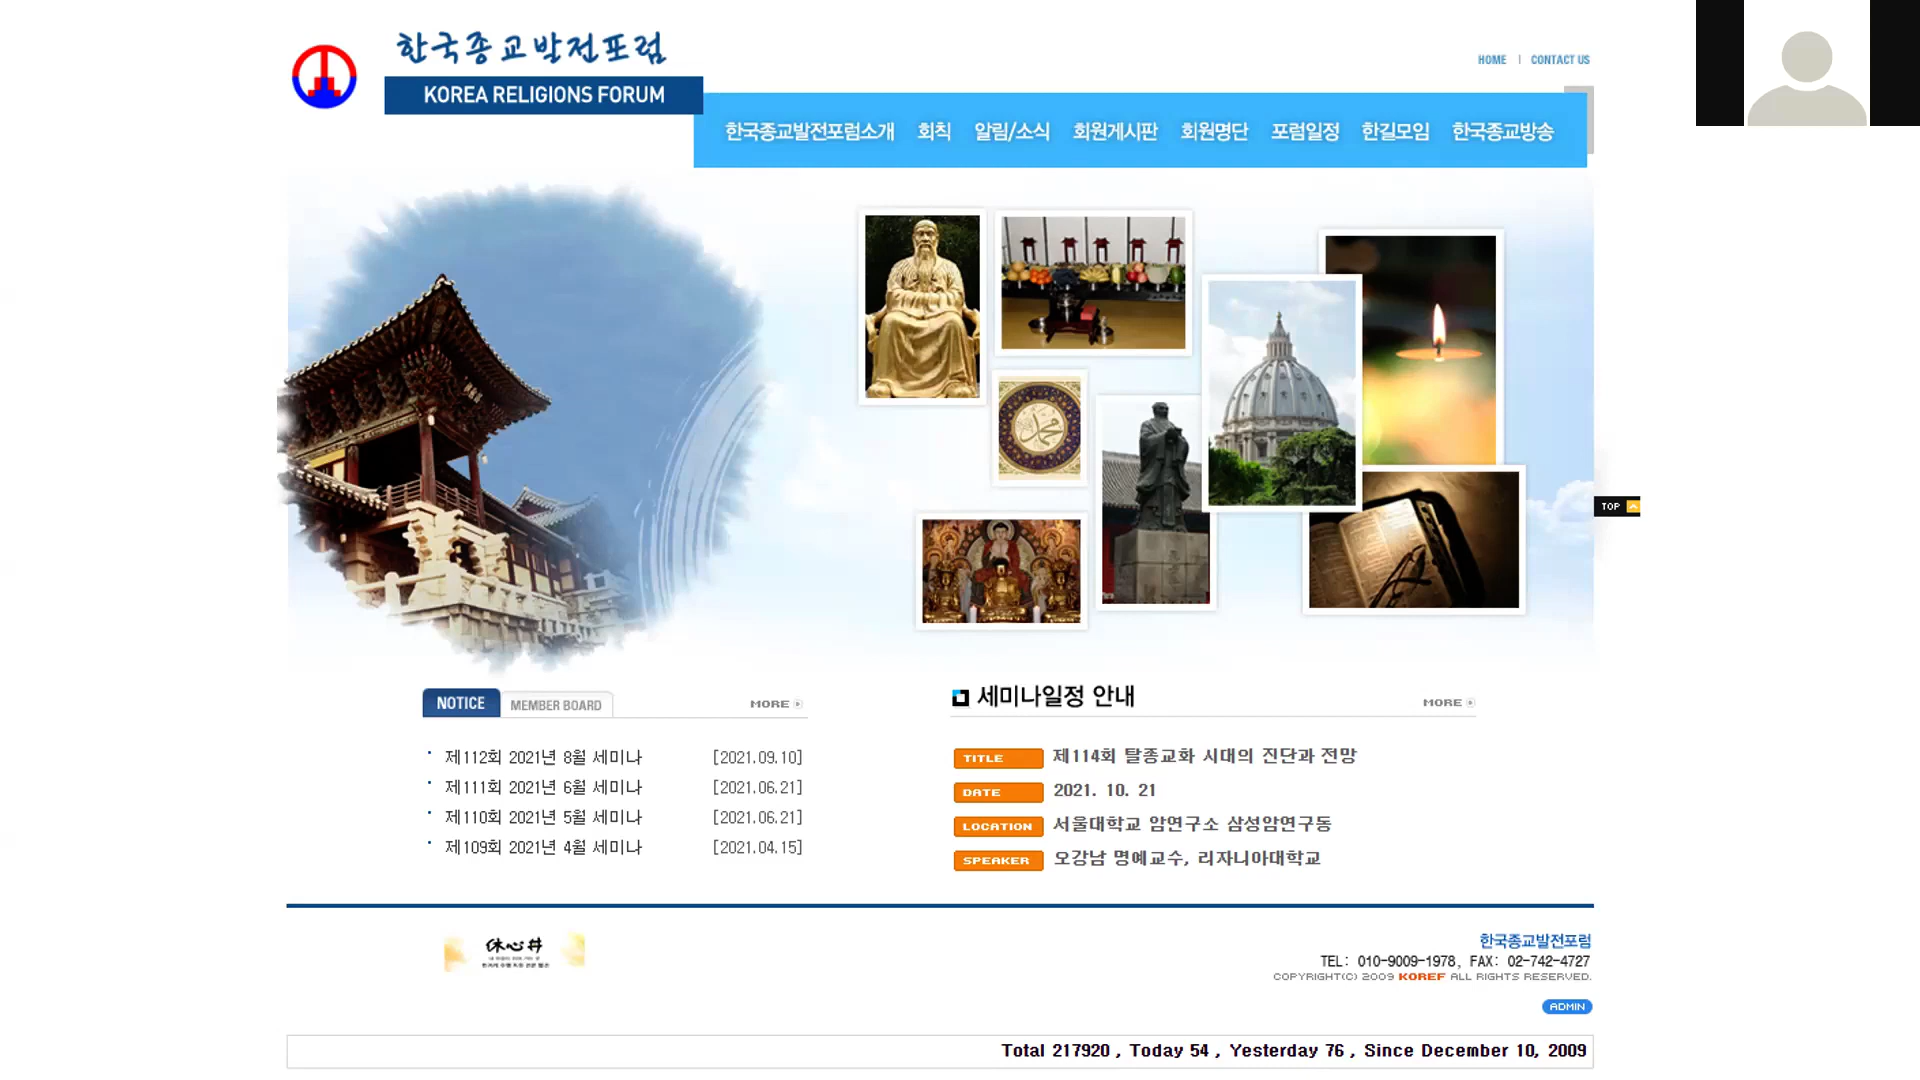 한국종교발전포럼
KOREA RELIGIONS FORUM
HOME | CONTACT US
한국종교발전포럼소개 회칙 알림/소식 회원게시판 회원명단 포럼일정 한길모임 한국종교방송
TOP
NOTICE MEMBER BOARD MORE
제112회 2021년 8월 세미나 [2021.09.10]
제111회 2021년 6월 세미나 [2021.06.21]
제110회 2021년 5월 세미나 [2021.06.21]
제109회 2021년 4월 세미나 [2021.04.15]
세미나일정 안내 MORE
TITLE 제114회 탈종교화 시대의 진단과 전망
DATE 2021. 10. 21
LOCATION 서울대학교 암연구소 삼성암연구동
SPEAKER 오강남 명예교수, 리자니아대학교
休心井
한국종교발전포럼
TEL: 010-9009-1978, FAX: 02-742-4727
COPYRIGHT(C) 2009 KOREF ALL RIGHTS RESERVED.
ADMIN
Total 217920 , Today 54 , Yesterday 76 , Since December 10, 2009